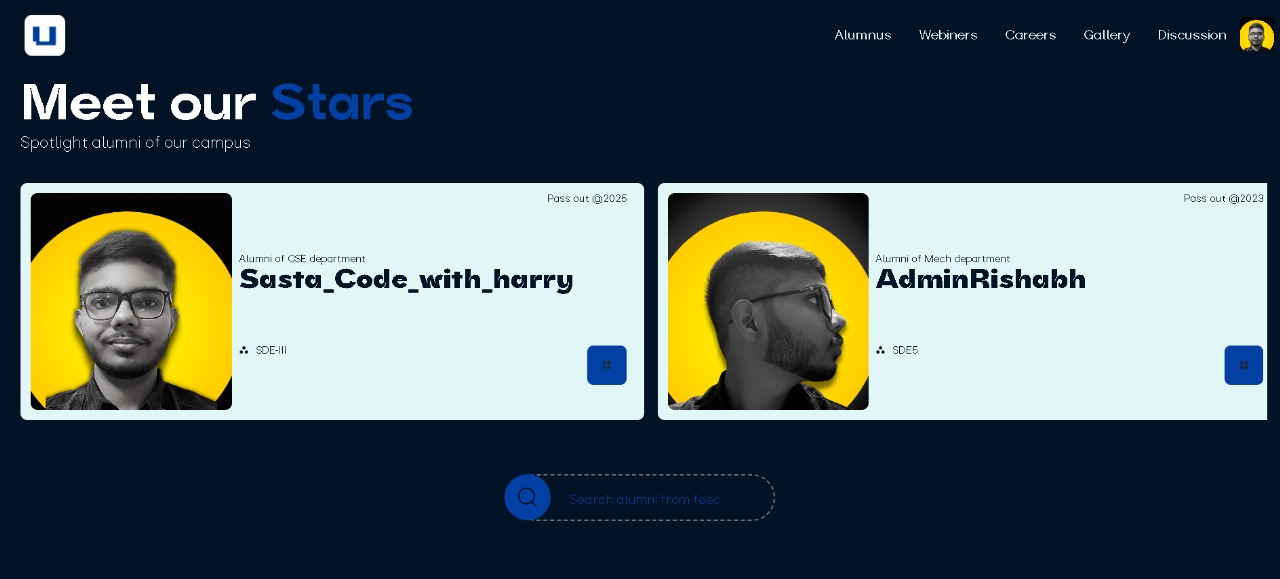 u
Alumnus Webiners Careers Gallery Discussion
Meet our Stars
Spotlight alumni of our campus
Pass out @2025
Alumni of CSE department
Sasta_Code_with_harry
SDE-III
Pass out @2023
Alumni of Mech department
AdminRishabh
SDE5
Search alumni from feec